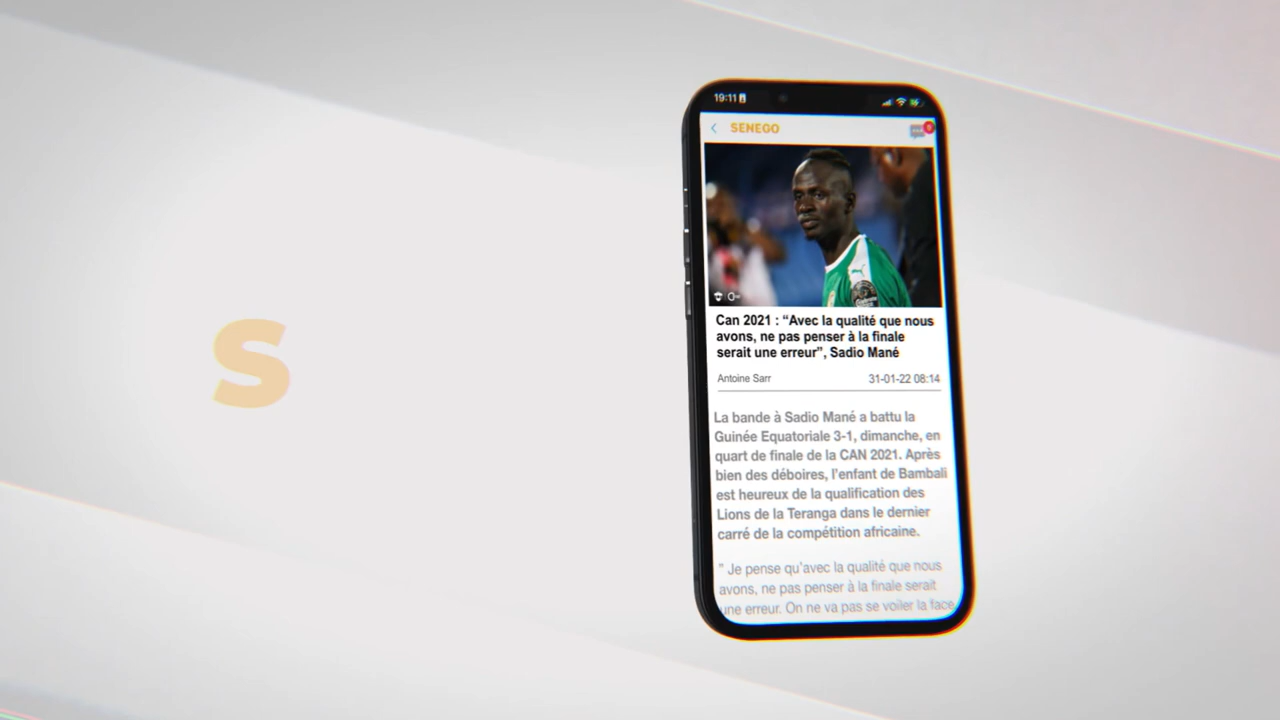 S
19:11
SENEGO
Can 2021 : “Avec la qualité que nous
avons, ne pas penser à la finale
serait une erreur”, Sadio Mané
Antoine Sarr 31-01-22 08:14
La bande à Sadio Mané a battu la
Guinée Equatoriale 3-1, dimanche, en
quart de finale de la CAN 2021. Après
bien des déboires, l'enfant de Bambali
est heureux de la qualification des
Lions de la Teranga dans le dernier
carré de la compétition africaine.
" Je pense qu'avec la qualité que nous
avons, ne pas penser à la finale serait
une erreur. On ne va pas se voiler la face